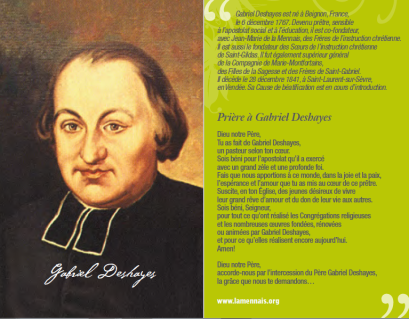 Gabriel Deshayes
Gabriel Deshayes est né à Beignon, France,
le 6 décembre 1767. Devenu prêtre, sensible
à l'apostolat social et à l'éducation, il est co-fondateur,
avec Jean-Marie de la Mennais, des Frères de l'instruction chrétienne.
Il est aussi le fondateur des Sœurs de l'instruction chrétienne
de Saint-Gildas. Il fut également supérieur général
de la Compagnie de Marie-Montfortains,
des Filles de la Sagesse et des Frères de Saint-Gabriel.
Il décède le 28 décembre 1841, à Saint-Laurent-sur-Sèvre,
en Vendée. Sa Cause de béatification est en cours d'introduction.
Prière à Gabriel Deshayes
Dieu notre Père,
Tu as fait de Gabriel Deshayes,
un pasteur selon ton cœur.
Sois béni pour l'apostolat qu'il a exercé
avec un grand zèle et une profonde foi.
Fais que nous apportions à ce monde, dans la joie et la paix,
l'espérance et l'amour que tu as mis au cœur de ce prêtre.
Suscite, en ton Église, des jeunes désireux de vivre
leur grand rêve d'amour et du don de leur vie aux autres.
Sois béni, Seigneur,
pour tout ce qu'ont réalisé les Congrégations religieuses
et les nombreuses œuvres fondées, rénovées
ou animées par Gabriel Deshayes,
et pour ce qu'elles réalisent encore aujourd'hui.
Amen!
Dieu notre Père,
accorde-nous par l'intercession du Père Gabriel Deshayes,
la grâce que nous te demandons…
www.lamennais.org